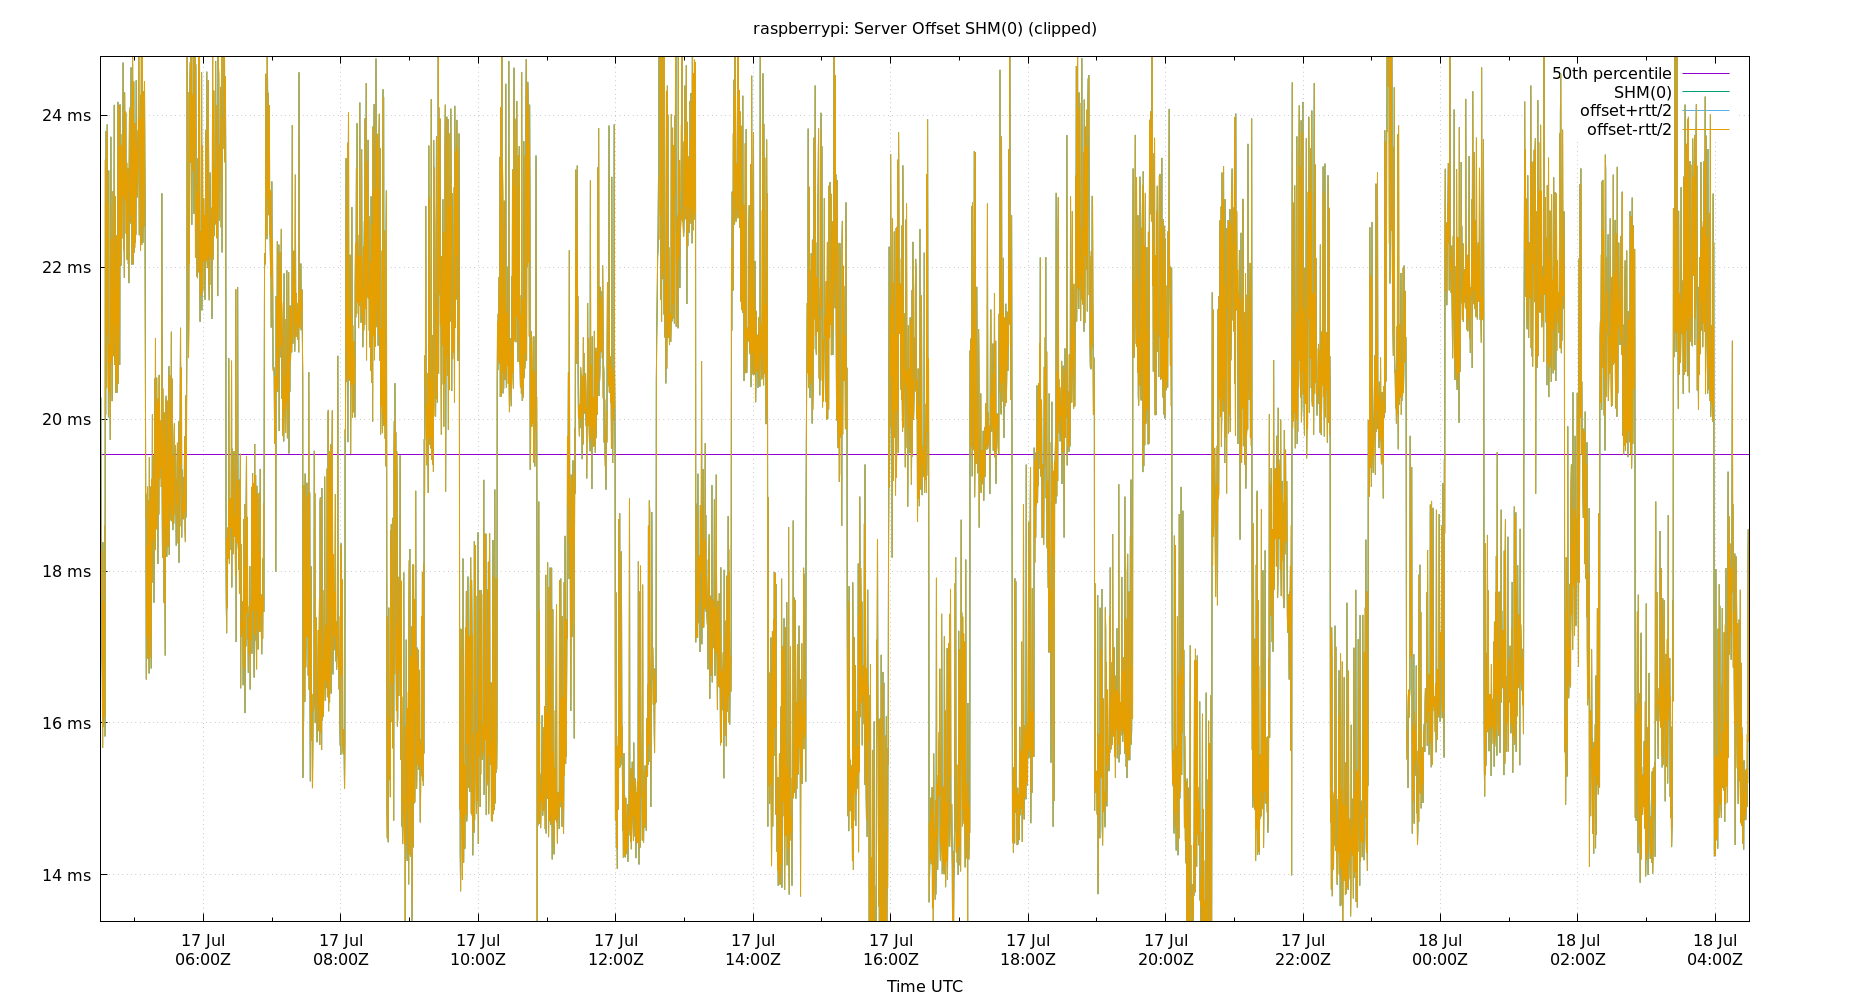 raspberrypi: Server Offset SHM(0) (clipped)
50th percentile
SHM(0)
offset+rtt/2
offset-rtt/2
24 ms
22 ms
20 ms
18 ms
16 ms
14 ms
17 Jul 17 Jul 17 Jul 17 Jul 17 Jul 17 Jul 17 Jul 17 Jul 17 Jul 18 Jul 18 Jul 18 Jul
06:00Z 08:00Z 10:00Z 12:00Z 14:00Z 16:00Z 18:00Z 20:00Z 22:00Z 00:00Z 02:00Z 04:00Z
Time UTC